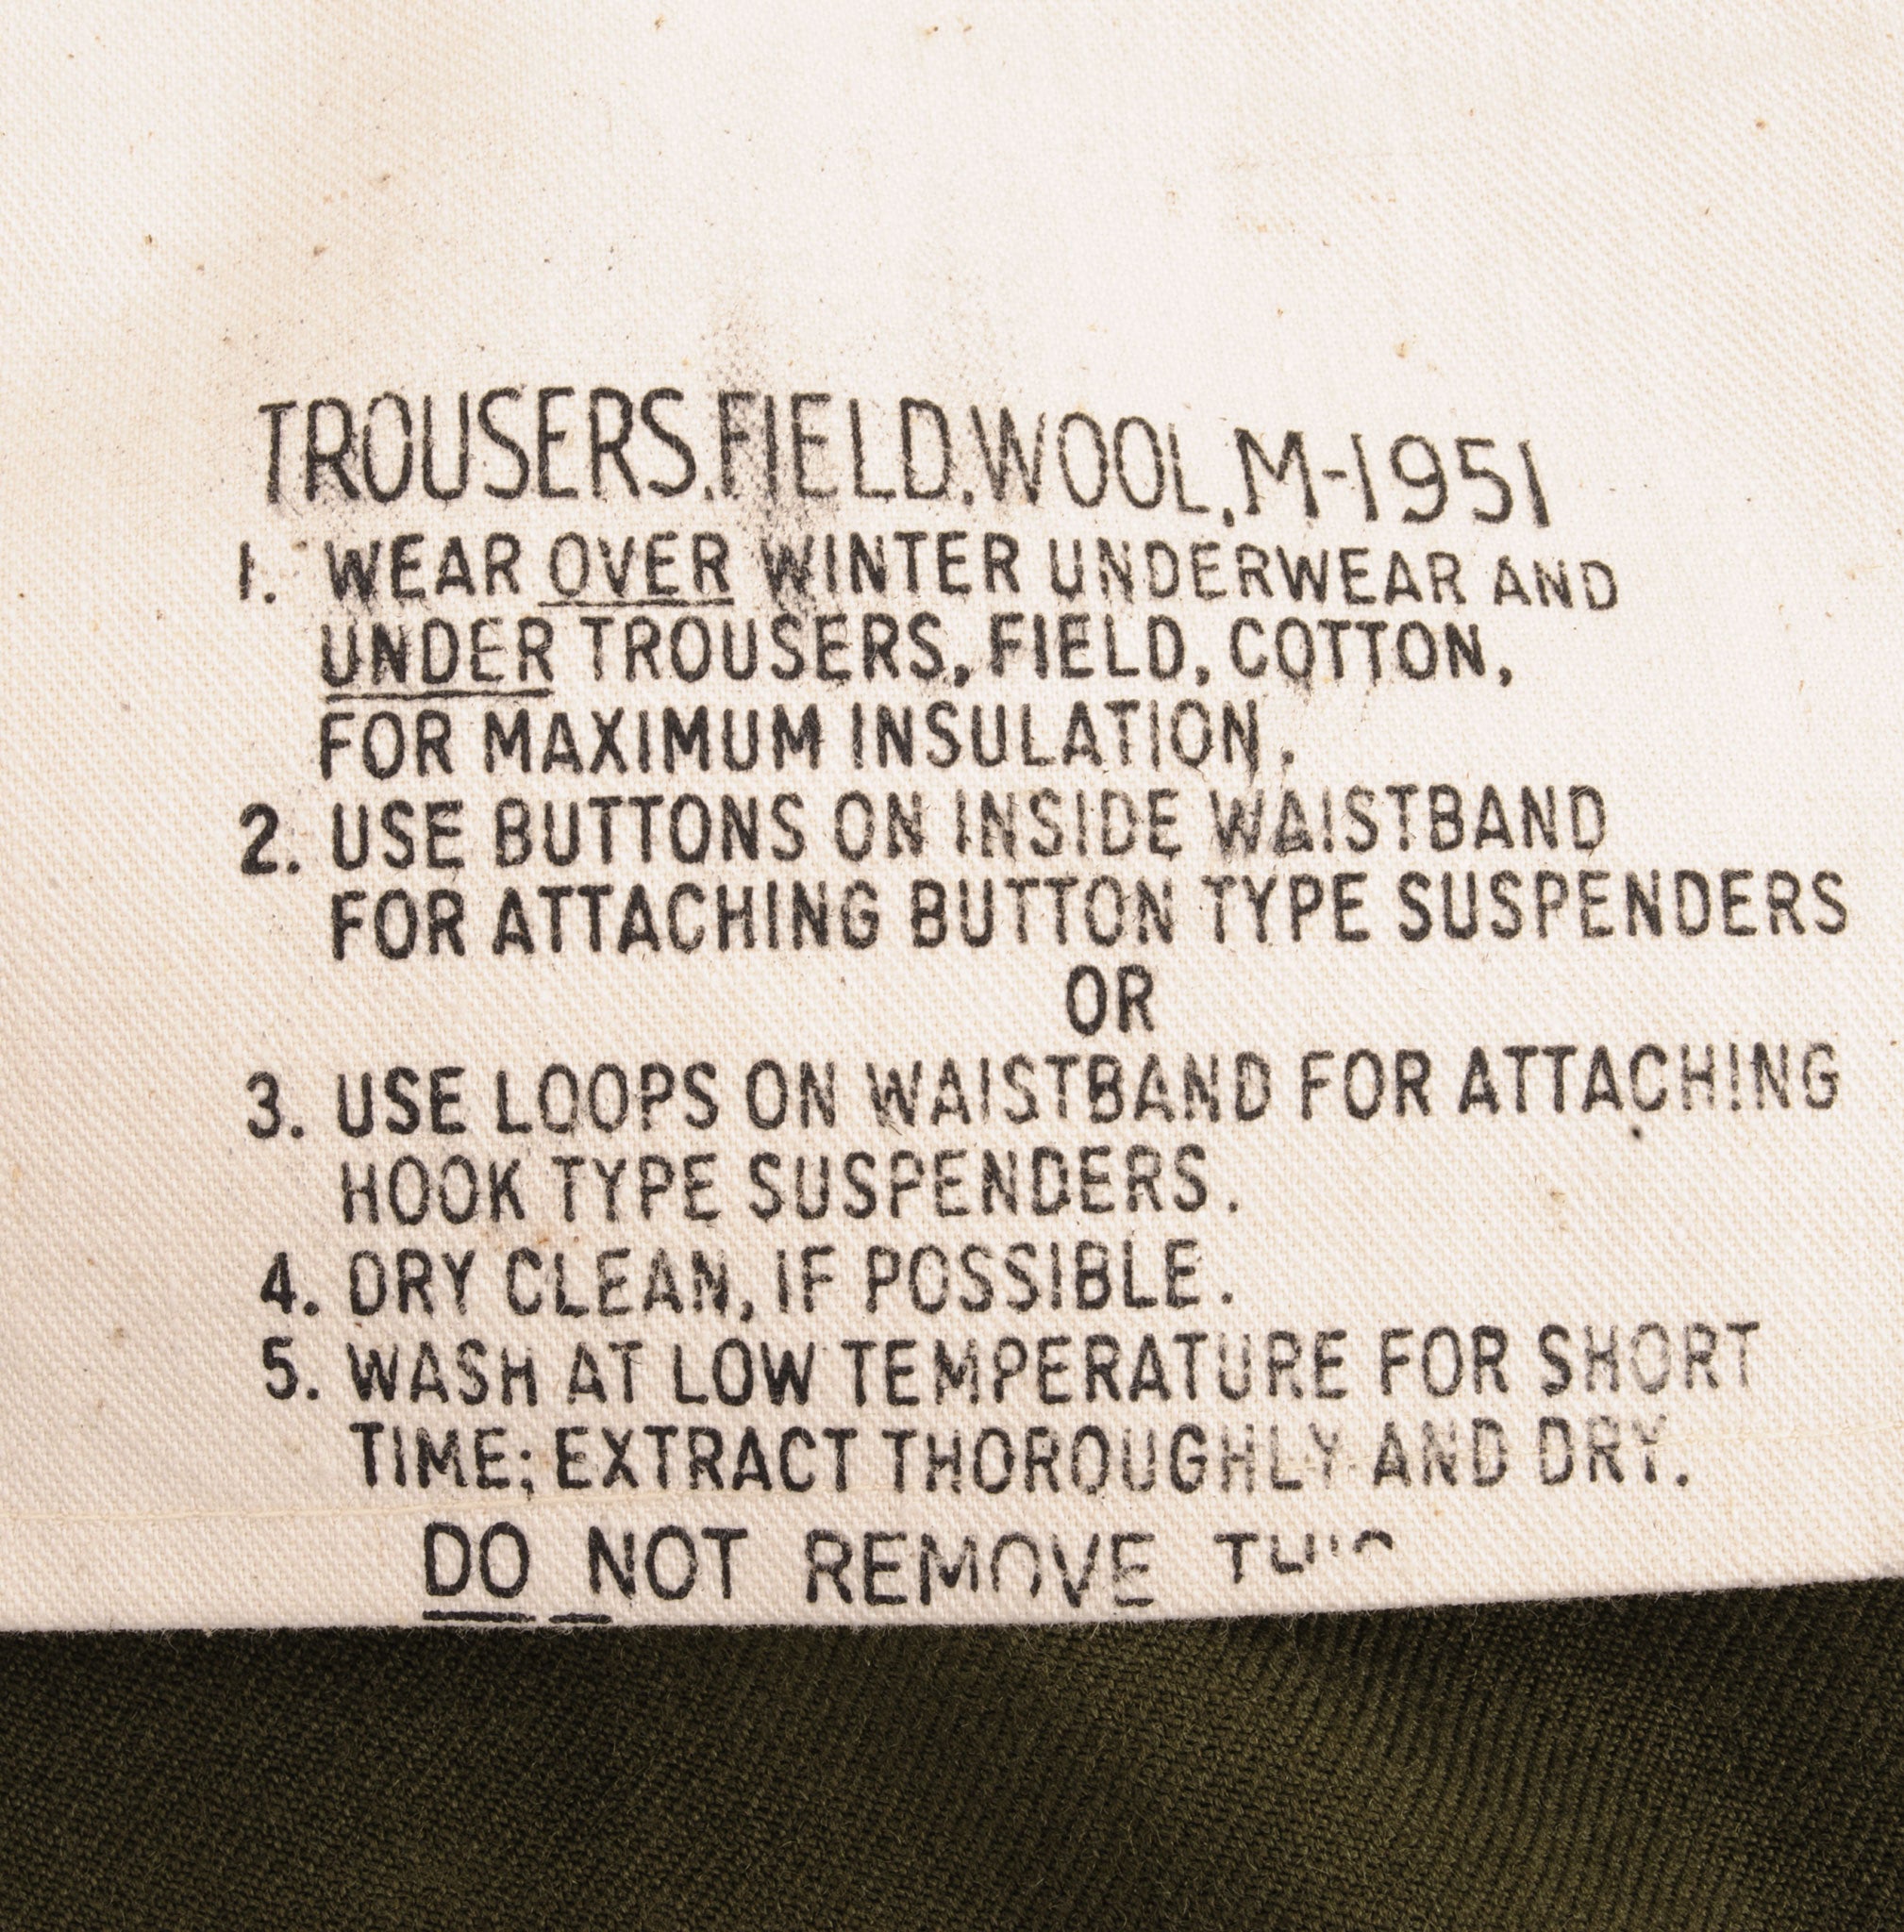 TROUSERS, FIELD, WOOL, M-1951
1. WEAR OVER WINTER UNDERWEAR AND
UNDER TROUSERS, FIELD, COTTON,
FOR MAXIMUM INSULATION.
2. USE BUTTONS ON INSIDE WAISTBAND
FOR ATTACHING BUTTON TYPE SUSPENDERS
OR
3. USE LOOPS ON WAISTBAND FOR ATTACHING
HOOK TYPE SUSPENDERS.
4. DRY CLEAN, IF POSSIBLE.
5. WASH AT LOW TEMPERATURE FOR SHORT
TIME; EXTRACT THOROUGHLY AND DRY.
DO NOT REMOVE THIS